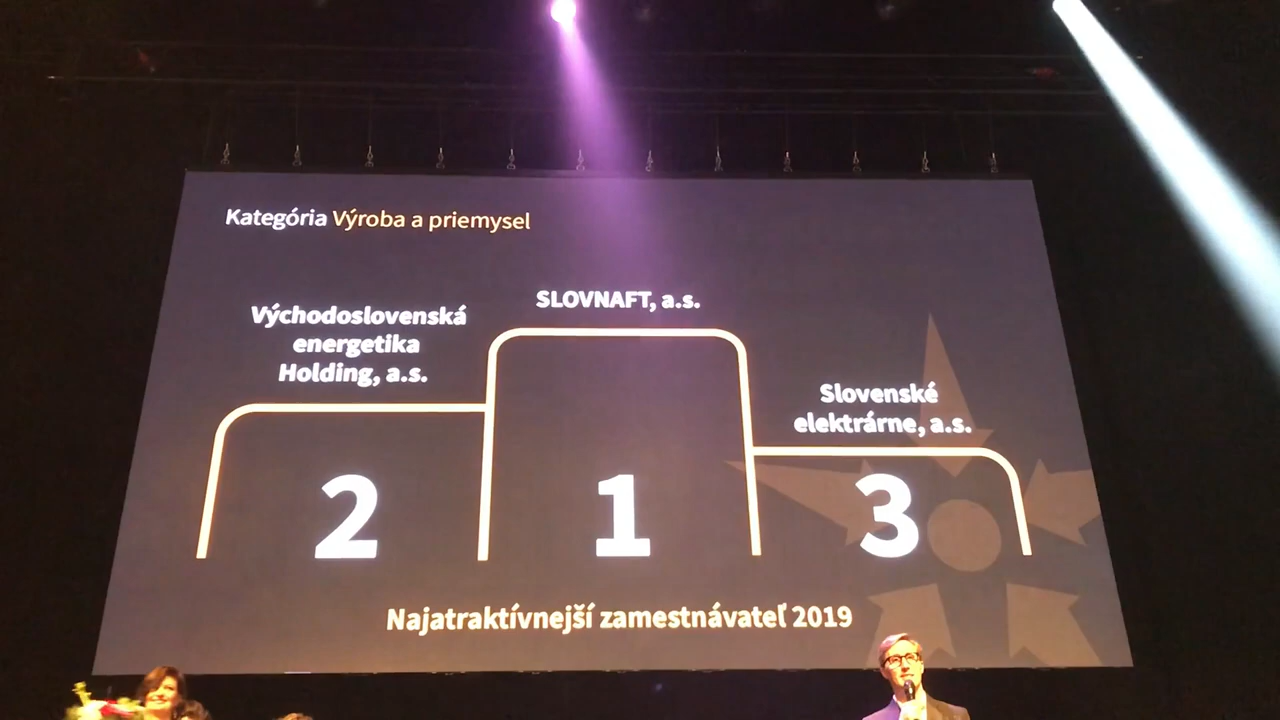 Kategória Výroba a priemysel
SLOVNAFT, a.s.
Východoslovenská
energetika
Holding, a.s.
Slovenské
elektrárne, a.s.
2
1
3
Najatraktívnejší zamestnávateľ 2019